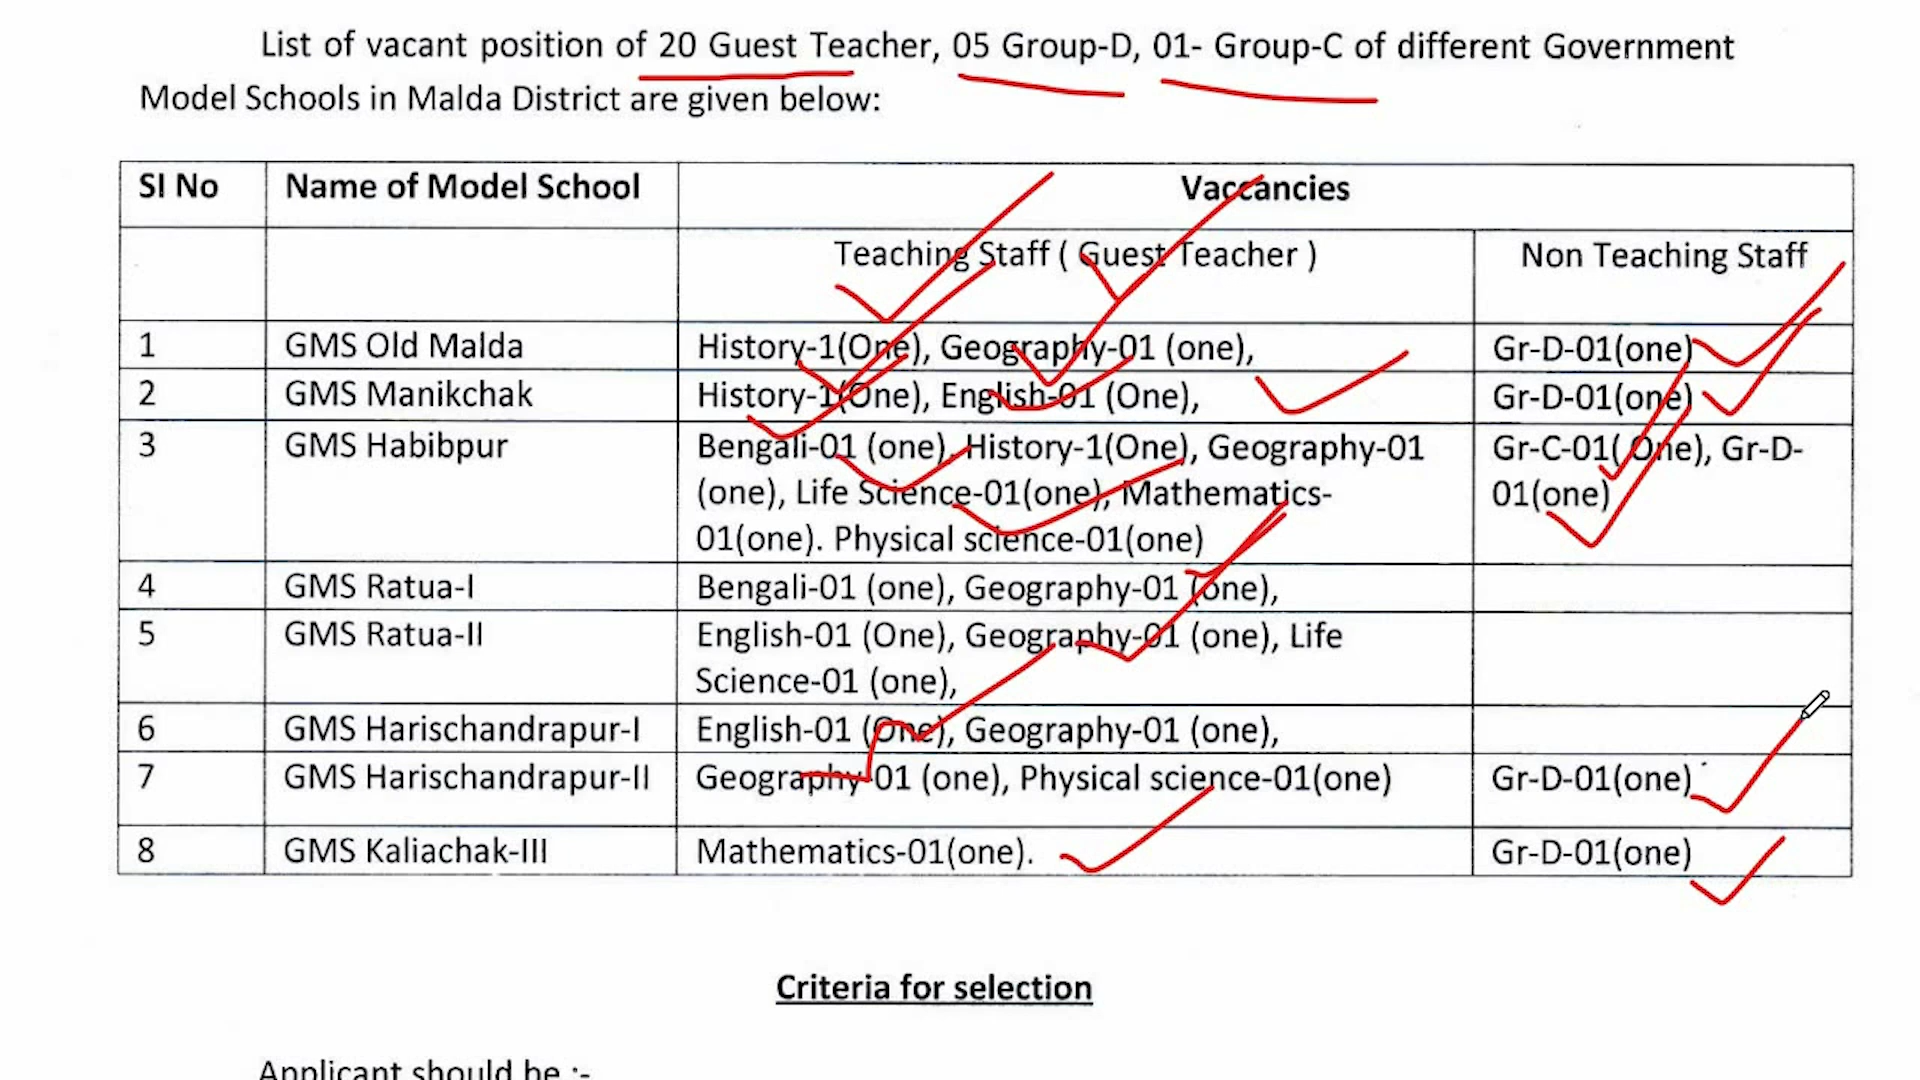 List of vacant position of 20 Guest Teacher, 05 Group-D, 01- Group-C of different Government
Model Schools in Malda District are given below:
SI No Name of Model School Vaccancies
Teaching Staff ( Guest Teacher ) Non Teaching Staff
1 GMS Old Malda History-1(One), Geography-01 (one), Gr-D-01(one)
2 GMS Manikchak History-1(One), English-01 (One), Gr-D-01(one)
3 GMS Habibpur Bengali-01 (one), History-1(One), Geography-01 Gr-C-01( One), Gr-D-
(one), Life Science-01(one), Mathematics- 01(one)
01(one). Physical science-01(one)
4 GMS Ratua-I Bengali-01 (one), Geography-01 (one),
5 GMS Ratua-II English-01 (One), Geography-01 (one), Life
Science-01 (one),
6 GMS Harischandrapur-I English-01 (One), Geography-01 (one),
7 GMS Harischandrapur-II Geography-01 (one), Physical science-01(one) Gr-D-01(one)
8 GMS Kaliachak-III Mathematics-01(one). Gr-D-01(one)
Criteria for selection
Applicant should be :-